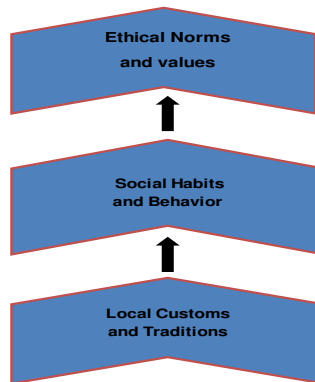 Ethical Norms
and values
Social Habits
and Behavior
Local Customs
and Traditions